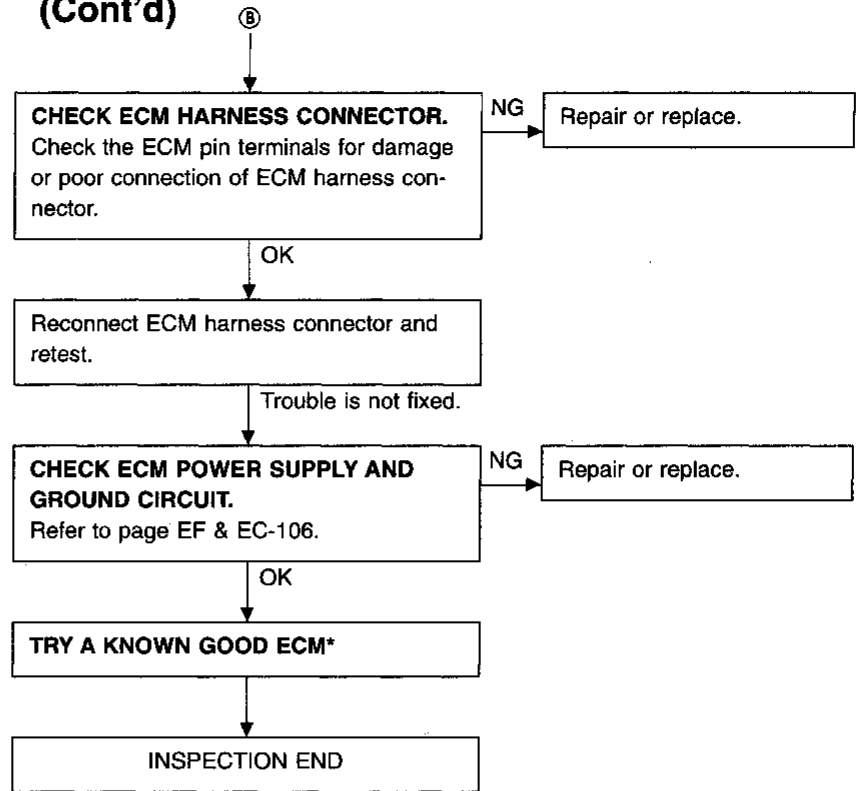 (Cont'd)
Ⓑ
CHECK ECM HARNESS CONNECTOR.
Check the ECM pin terminals for damage
or poor connection of ECM harness con-
nector.
NG
Repair or replace.
OK
Reconnect ECM harness connector and
retest.
Trouble is not fixed.
CHECK ECM POWER SUPPLY AND
GROUND CIRCUIT.
Refer to page EF & EC-106.
NG
Repair or replace.
OK
TRY A KNOWN GOOD ECM*
INSPECTION END